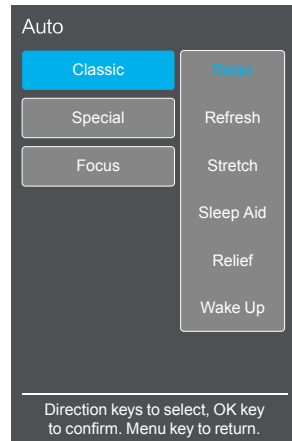 Auto
Classic
Relax
Special
Refresh
Focus
Stretch
Sleep Aid
Relief
Wake Up
Direction keys to select, OK key
to confirm. Menu key to return.